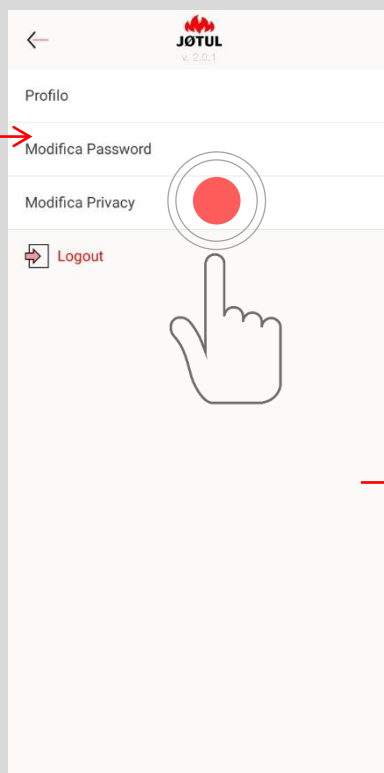 JØTUL
v. 2.0.1
Profilo
Modifica Password
Modifica Privacy
Logout